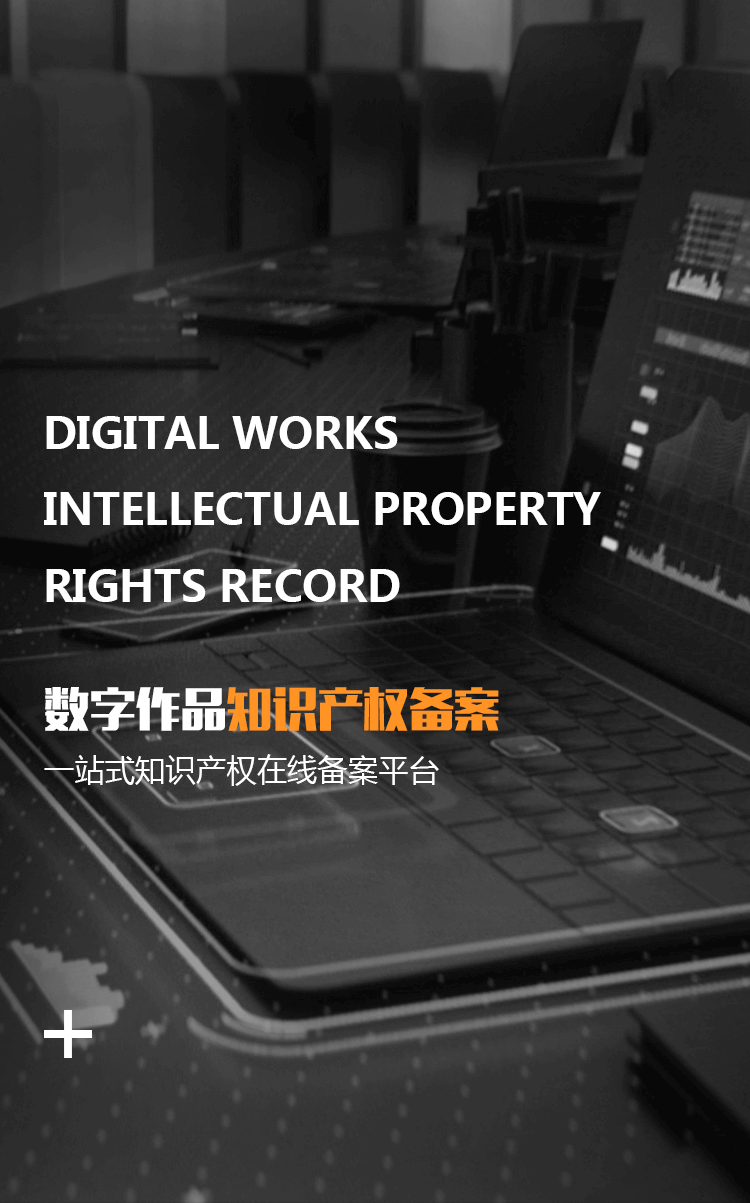 DIGITAL WORKS
INTELLECTUAL PROPERTY
RIGHTS RECORD
数字作品知识产权备案
一站式知识产权在线备案平台